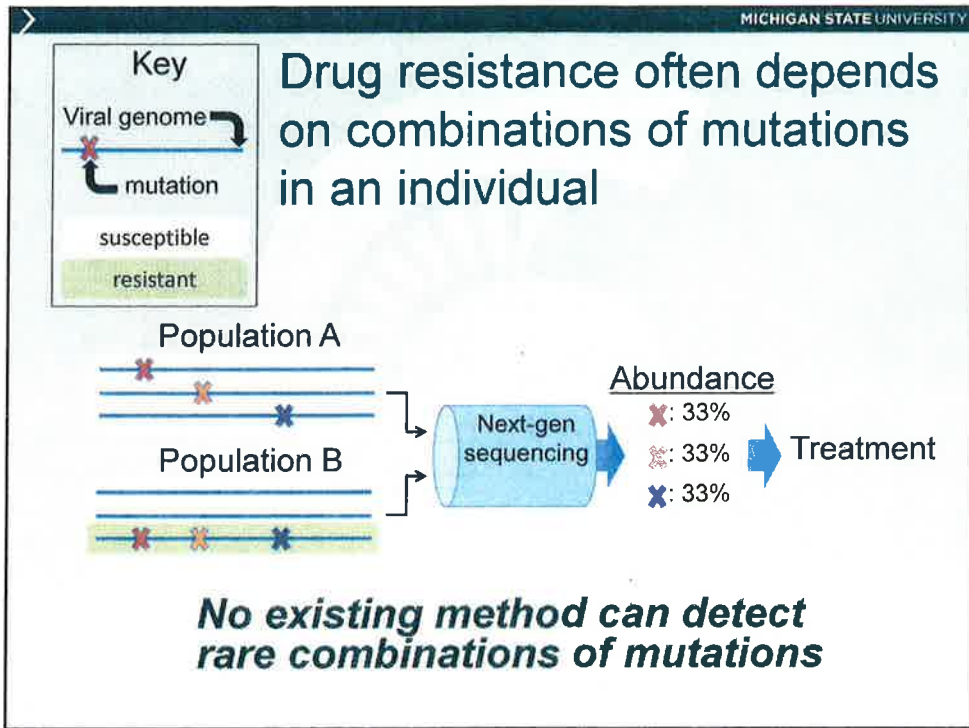 MICHIGAN STATE UNIVERSITY
Key
Viral genome
mutation
susceptible
resistant
Drug resistance often depends
on combinations of mutations
in an individual
Population A
Population B
Next-gen
sequencing
Abundance
: 33%
: 33%
: 33%
Treatment
No existing method can detect
rare combinations of mutations